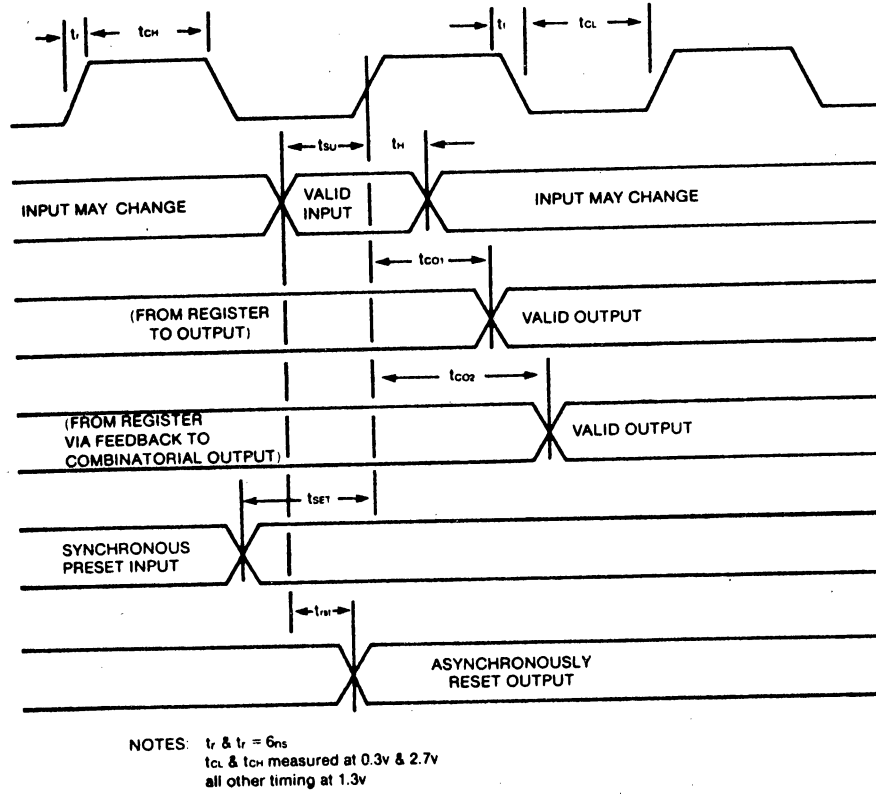 tr tCH tf tCL
tSU tH
INPUT MAY CHANGE
VALID
INPUT
INPUT MAY CHANGE
tCO1
(FROM REGISTER
TO OUTPUT)
VALID OUTPUT
tCO2
(FROM REGISTER
VIA FEEDBACK TO
COMBINATORIAL OUTPUT)
VALID OUTPUT
tSET
SYNCHRONOUS
PRESET INPUT
trst
ASYNCHRONOUSLY
RESET OUTPUT
NOTES: tr & tr = 6ns
tCL & tCH measured at 0.3v & 2.7v
all other timing at 1.3v